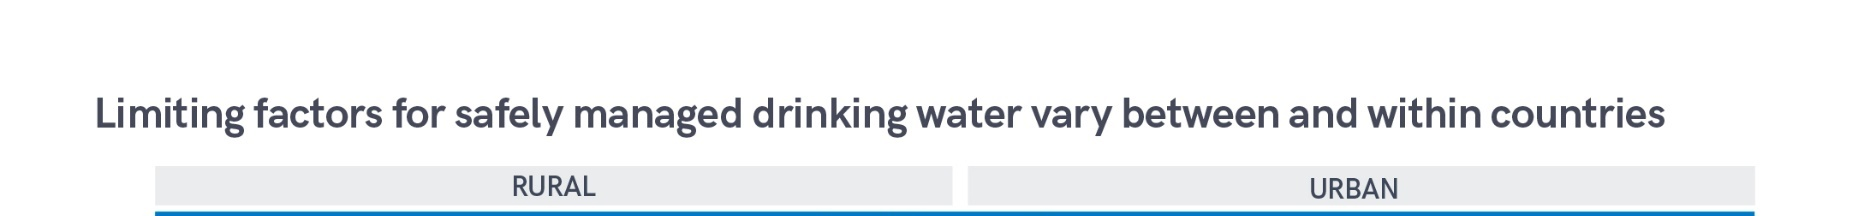 Limiting factors for safely managed drinking water vary between and within countries
RURAL
URBAN